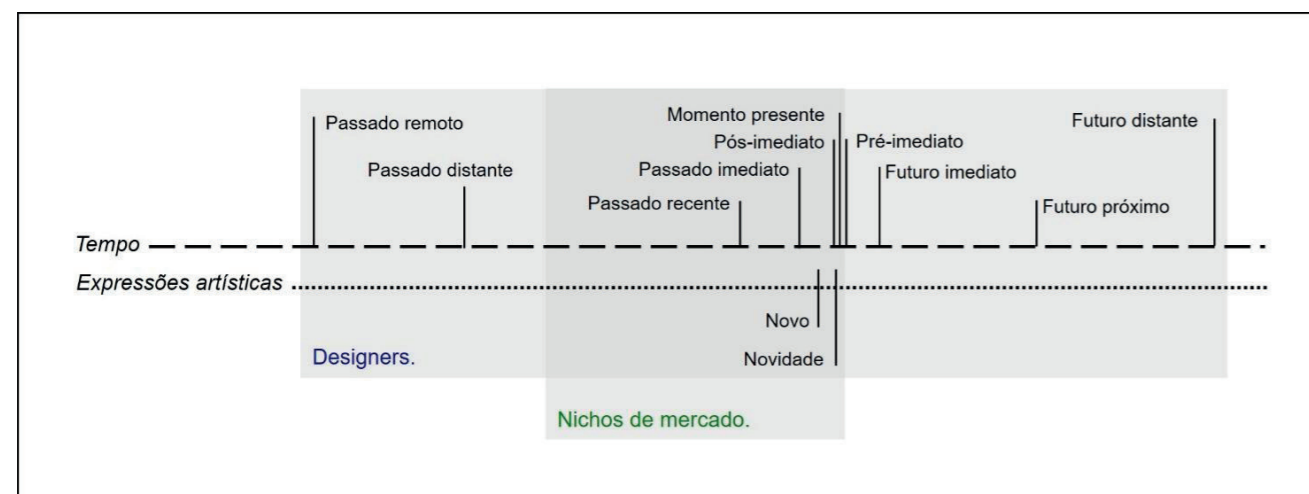 Passado remoto
Momento presente
Futuro distante
Pós-imediato
Pré-imediato
Passado distante
Passado imediato
Futuro imediato
Passado recente
Futuro próximo
Tempo
Expressões artísticas
Novo
Designers.
Novidade
Nichos de mercado.